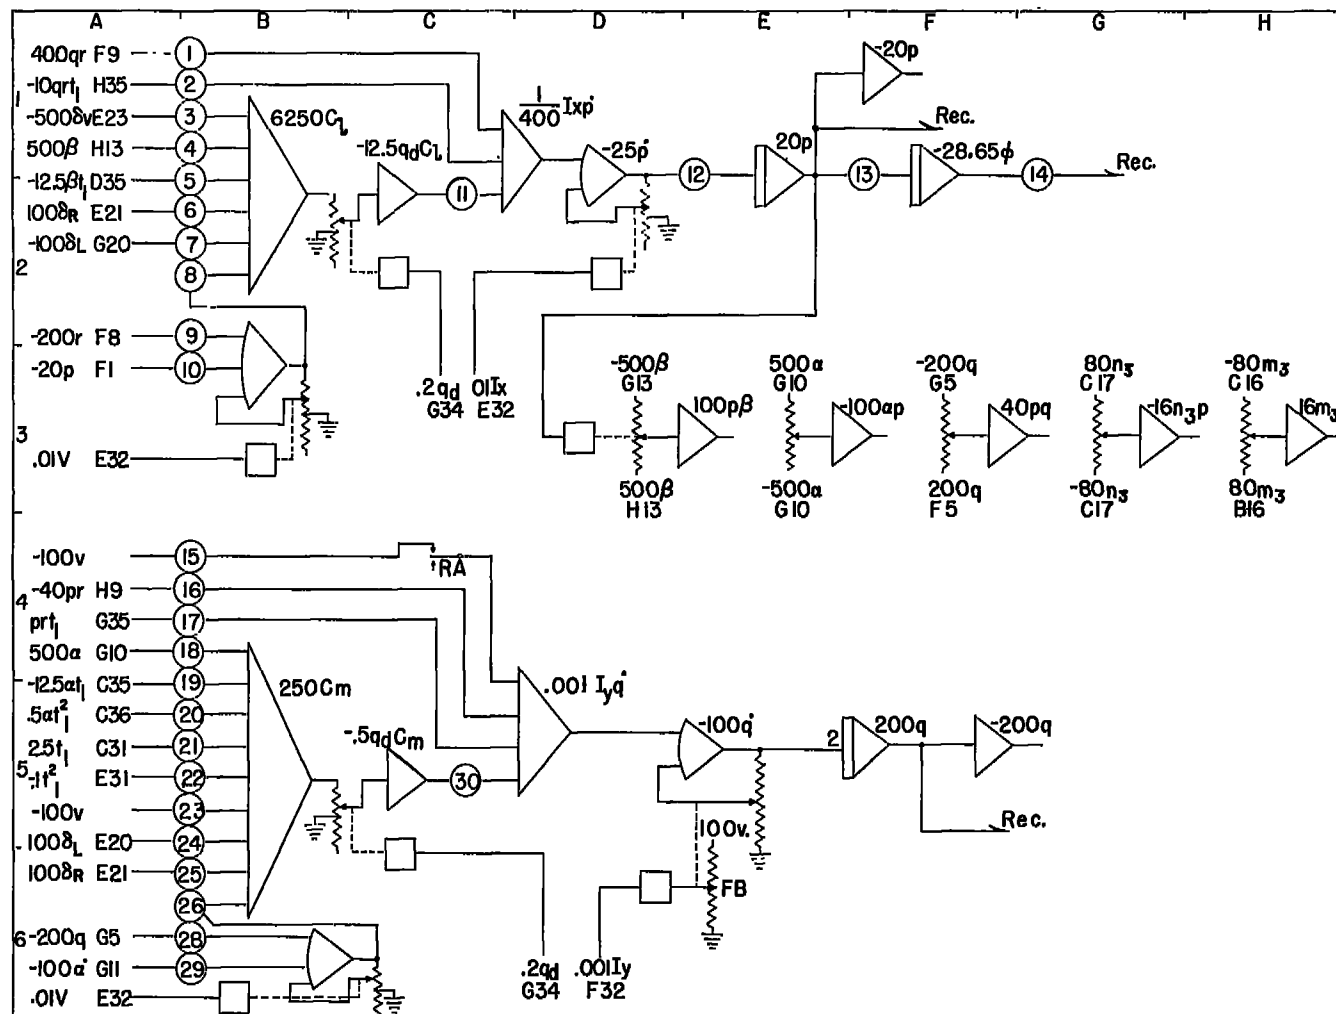 A B C D E F G H
400qr F9 1
-10qrt₁ H35 2
1
-500δv E23 3
500β H13 4
-12.5βt₁ D35 5
100δR E21 6
-100δL G20 7
2
8
-200r F8 9
-20p F1 10
3
.01V E32
6250Cl
-12.5qdCl
11
1/400 Ixṗ
-25ṗ
12
20p
-20p
Rec.
13
-28.65φ
14
Rec.
.2qd
G34
.01Ix
E32
-500β
G13
100pβ
500β
H13
500α
G10
-100αp
-500α
G10
-200q
G5
40pq
200q
F5
80n₃
C17
-16n₃p
-80n₃
C17
-80m₃
C16
16m₃
80m₃
B16
-100v 15
RA
4
-40pr H9 16
prt₁ G35 17
500α G10 18
-12.5αt₁ C35 19
.5αt₁² C36 20
2.5t₁ C31 21
5
-.1t₁² E31 22
-100v 23
-100δL E20 24
100δR E21 25
26
6
-200q G5 28
-100α̇ G11 29
.01V E32
250Cm
-.5qdCm
30
.001 Iyq̇
-100q̇
2
200q
-200q
Rec.
100v.
FB
.2qd
G34
.001Iy
F32